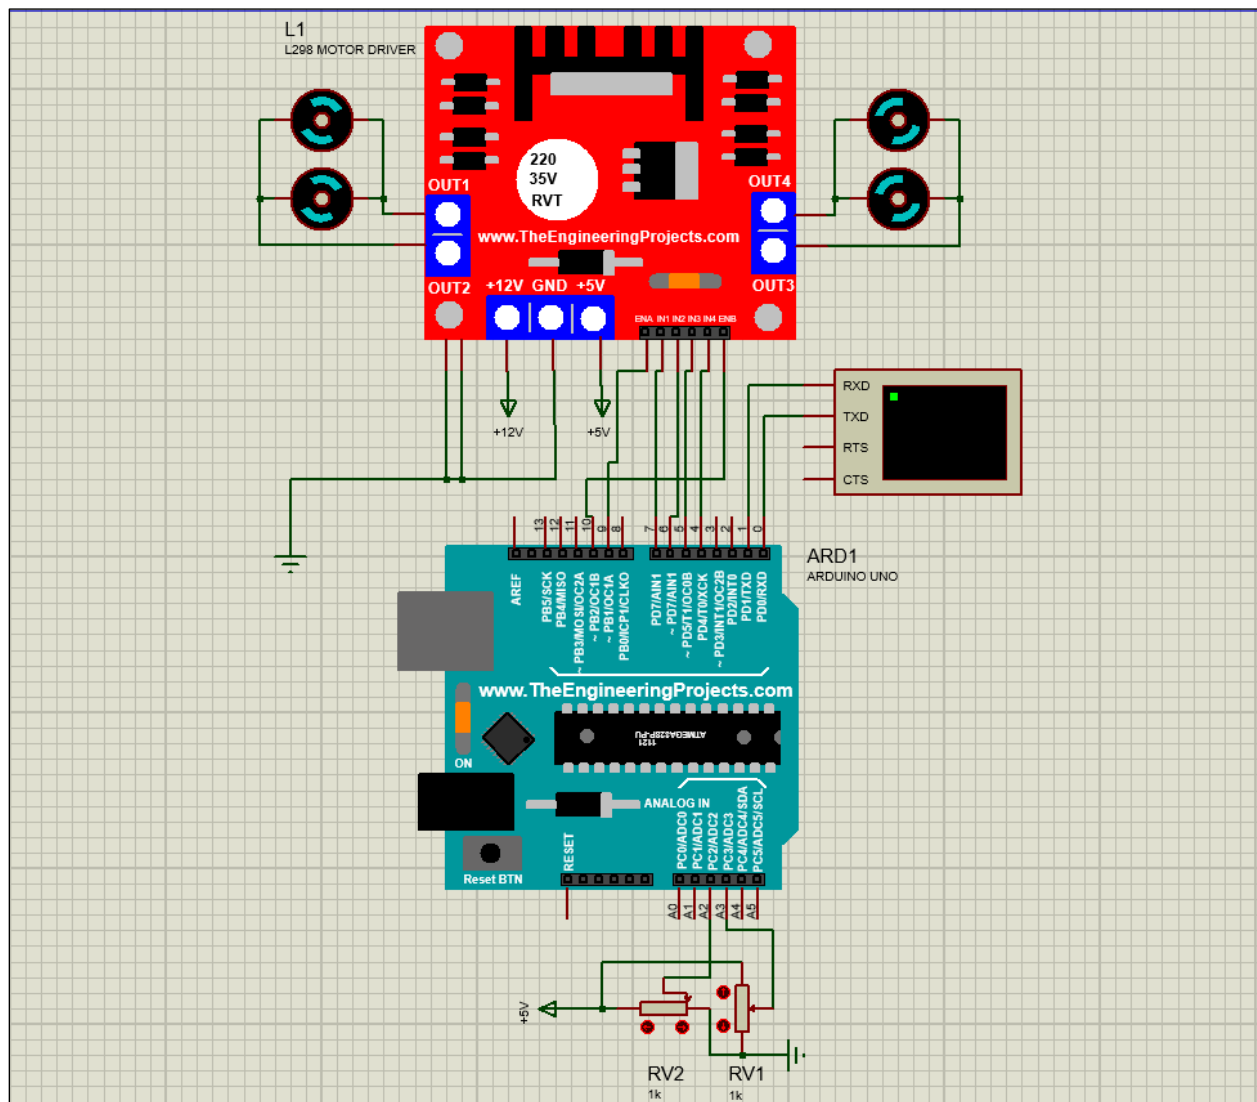 L1
L298 MOTOR DRIVER
220
35V
RVT
OUT1
OUT4
www.TheEngineeringProjects.com
OUT2
+12V GND +5V
OUT3
ENA IN1 IN2 IN3 IN4 ENB
+12V
+5V
RXD
TXD
RTS
CTS
13
12
11
10
9
8
7
6
5
4
3
2
1
0
ARD1
ARDUINO UNO
AREF
PB5/SCK
PB4/MISO
~ PB3/MOSI/OC2A
~ PB2/OC1B
~ PB1/OC1A
PB0/ICP1/CLKO
PD7/AIN1
~ PD7/AIN1
~ PD5/T1/OC0B
PD4/T0/XCK
~ PD3/INT1/OC2B
PD2/INT0
PD1/TXD
PD0/RXD
www.TheEngineeringProjects.com
1121
ATMEGA328P-PU
ON
ANALOG IN
RESET
PC0/ADC0
PC1/ADC1
PC2/ADC2
PC3/ADC3
PC4/ADC4/SDA
PC5/ADC5/SCL
Reset BTN
A0
A1
A2
A3
A4
A5
+5V
RV2
1k
RV1
1k